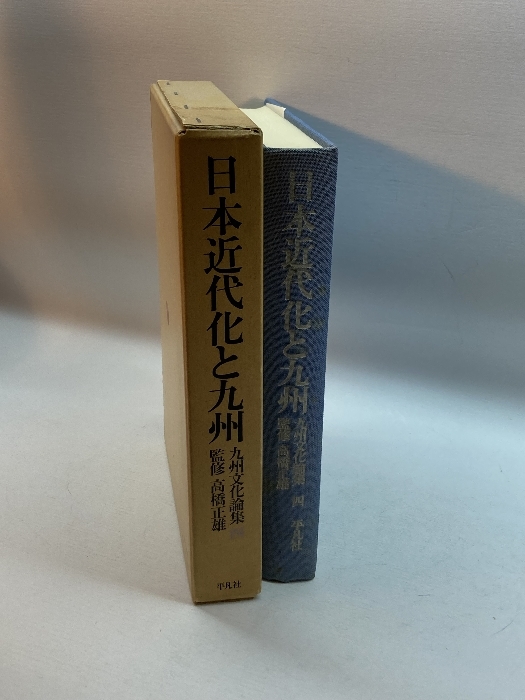 日本近代化と九州
九州文化論集
監修 高橋正雄
平凡社
日本近代化と九州
九州文化論集 四
監修 高橋正雄
平凡社